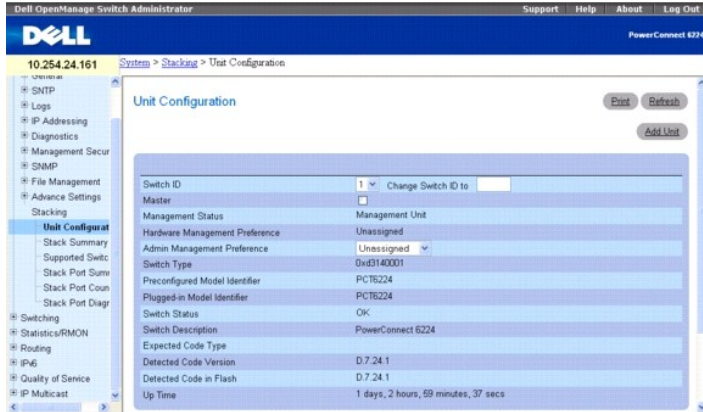 Dell OpenManage Switch Administrator
Support Help About Log Out
DELL
PowerConnect 6224
10.254.24.161
System > Stacking > Unit Configuration
General
SNTP
Logs
IP Addressing
Diagnostics
Management Secur
SNMP
File Management
Advance Settings
Stacking
Unit Configurat
Stack Summary
Supported Switc
Stack Port Sum
Stack Port Coun
Stack Port Diagr
Switching
Statistics/RMON
Routing
IPv6
Quality of Service
IP Multicast
Unit Configuration
Print Refresh
Add Unit
Switch ID 1 Change Switch ID to
Master
Management Status Management Unit
Hardware Management Preference Unassigned
Admin Management Preference Unassigned
Switch Type 0xd3140001
Preconfigured Model Identifier PCT6224
Plugged-in Model Identifier PCT6224
Switch Status OK
Switch Description PowerConnect 6224
Expected Code Type
Detected Code Version D.7.24.1
Detected Code in Flash D.7.24.1
Up Time 1 days, 2 hours, 59 minutes, 37 secs